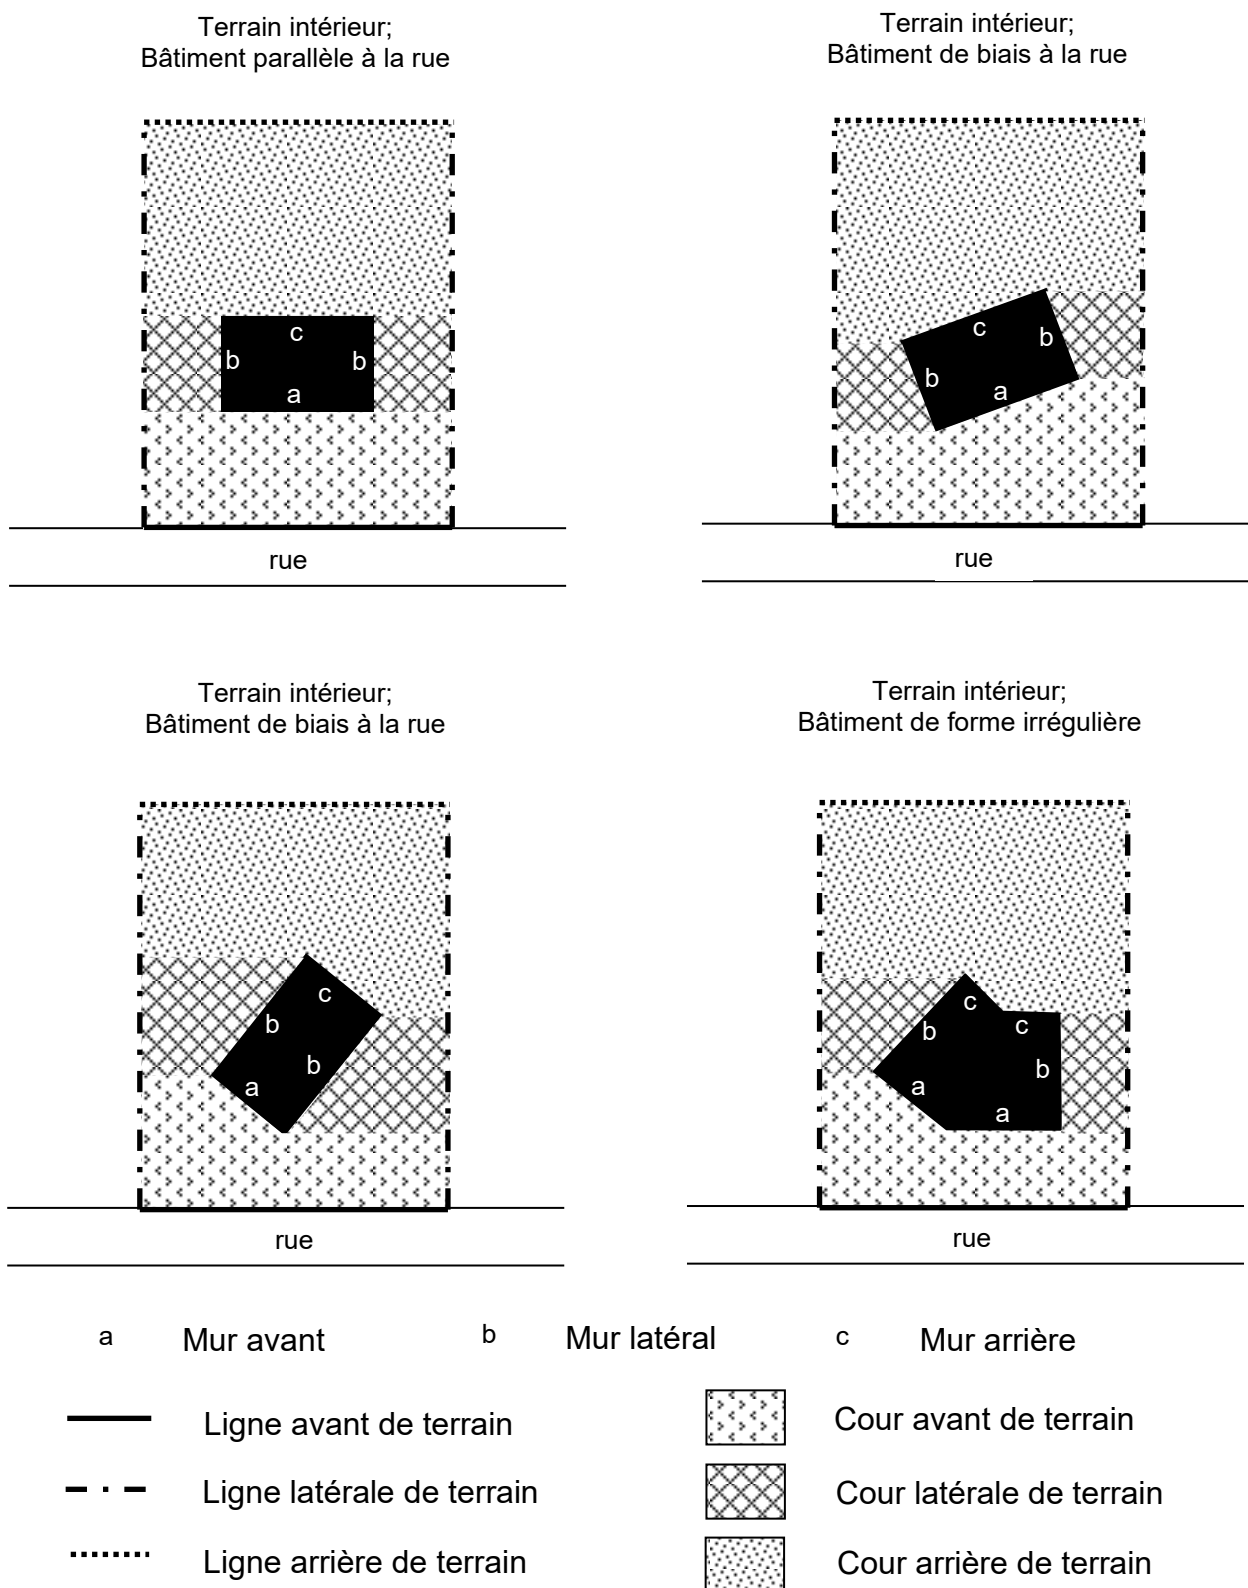 Terrain intérieur;
Bâtiment parallèle à la rue
Terrain intérieur;
Bâtiment de biais à la rue
c
b
b
a
rue
c
b
b
a
rue
Terrain intérieur;
Bâtiment de biais à la rue
Terrain intérieur;
Bâtiment de forme irrégulière
c
b
b
a
rue
c
c
b
b
a
a
rue
a Mur avant b Mur latéral c Mur arrière
Ligne avant de terrain
Cour avant de terrain
Ligne latérale de terrain
Cour latérale de terrain
Ligne arrière de terrain
Cour arrière de terrain